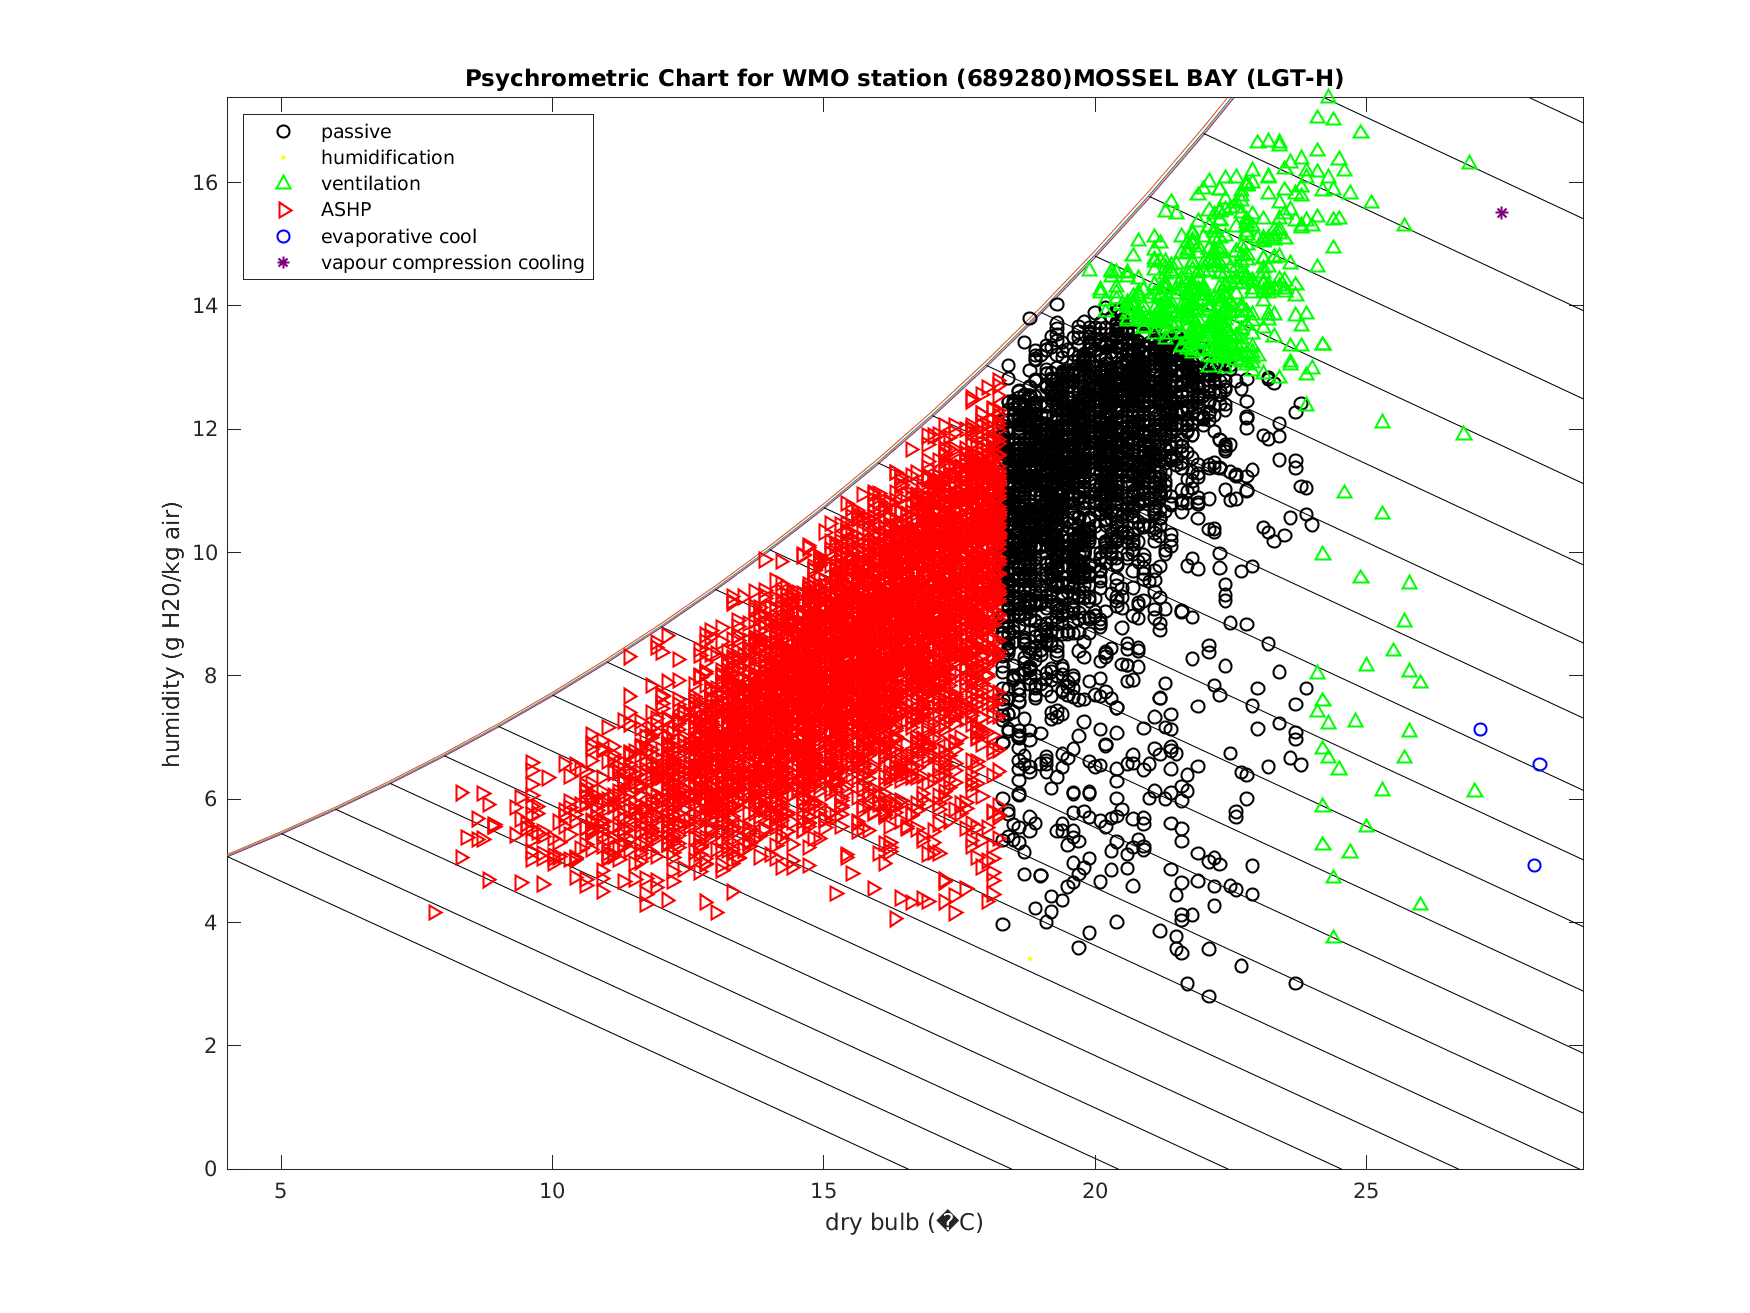 Psychrometric Chart for WMO station (689280)MOSSEL BAY (LGT-H)
passive
humidification
ventilation
ASHP
evaporative cool
vapour compression cooling
humidity (g H20/kg air)
16
14
12
10
8
6
4
2
0
5 10 15 20 25
dry bulb (�C)